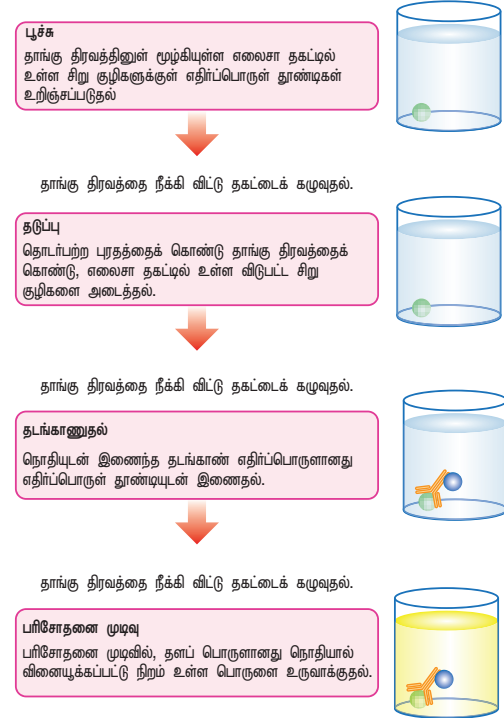 பூச்சு
தாங்கு திரவத்தினுள் மூழ்கியுள்ள எலைசா தகட்டில்
உள்ள சிறு குழிகளுக்குள் எதிர்ப்பொருள் தூண்டிகள்
உறிஞ்சப்படுதல்
தாங்கு திரவத்தை நீக்கி விட்டு தகட்டைக் கழுவுதல்.
தடுப்பு
தொடர்பற்ற புரதத்தைக் கொண்டு தாங்கு திரவத்தைக்
கொண்டு, எலைசா தகட்டில் உள்ள விடுபட்ட சிறு
குழிகளை அடைத்தல்.
தாங்கு திரவத்தை நீக்கி விட்டு தகட்டைக் கழுவுதல்.
தடங்காணுதல்
நொதியுடன் இணைந்த தடங்காண் எதிர்ப்பொருளானது
எதிர்ப்பொருள் தூண்டியுடன் இணைதல்.
தாங்கு திரவத்தை நீக்கி விட்டு தகட்டைக் கழுவுதல்.
பரிசோதனை முடிவு
பரிசோதனை முடிவில், தளப் பொருளானது நொதியால்
வினையூக்கப்பட்டு நிறம் உள்ள பொருளை உருவாக்குதல்.